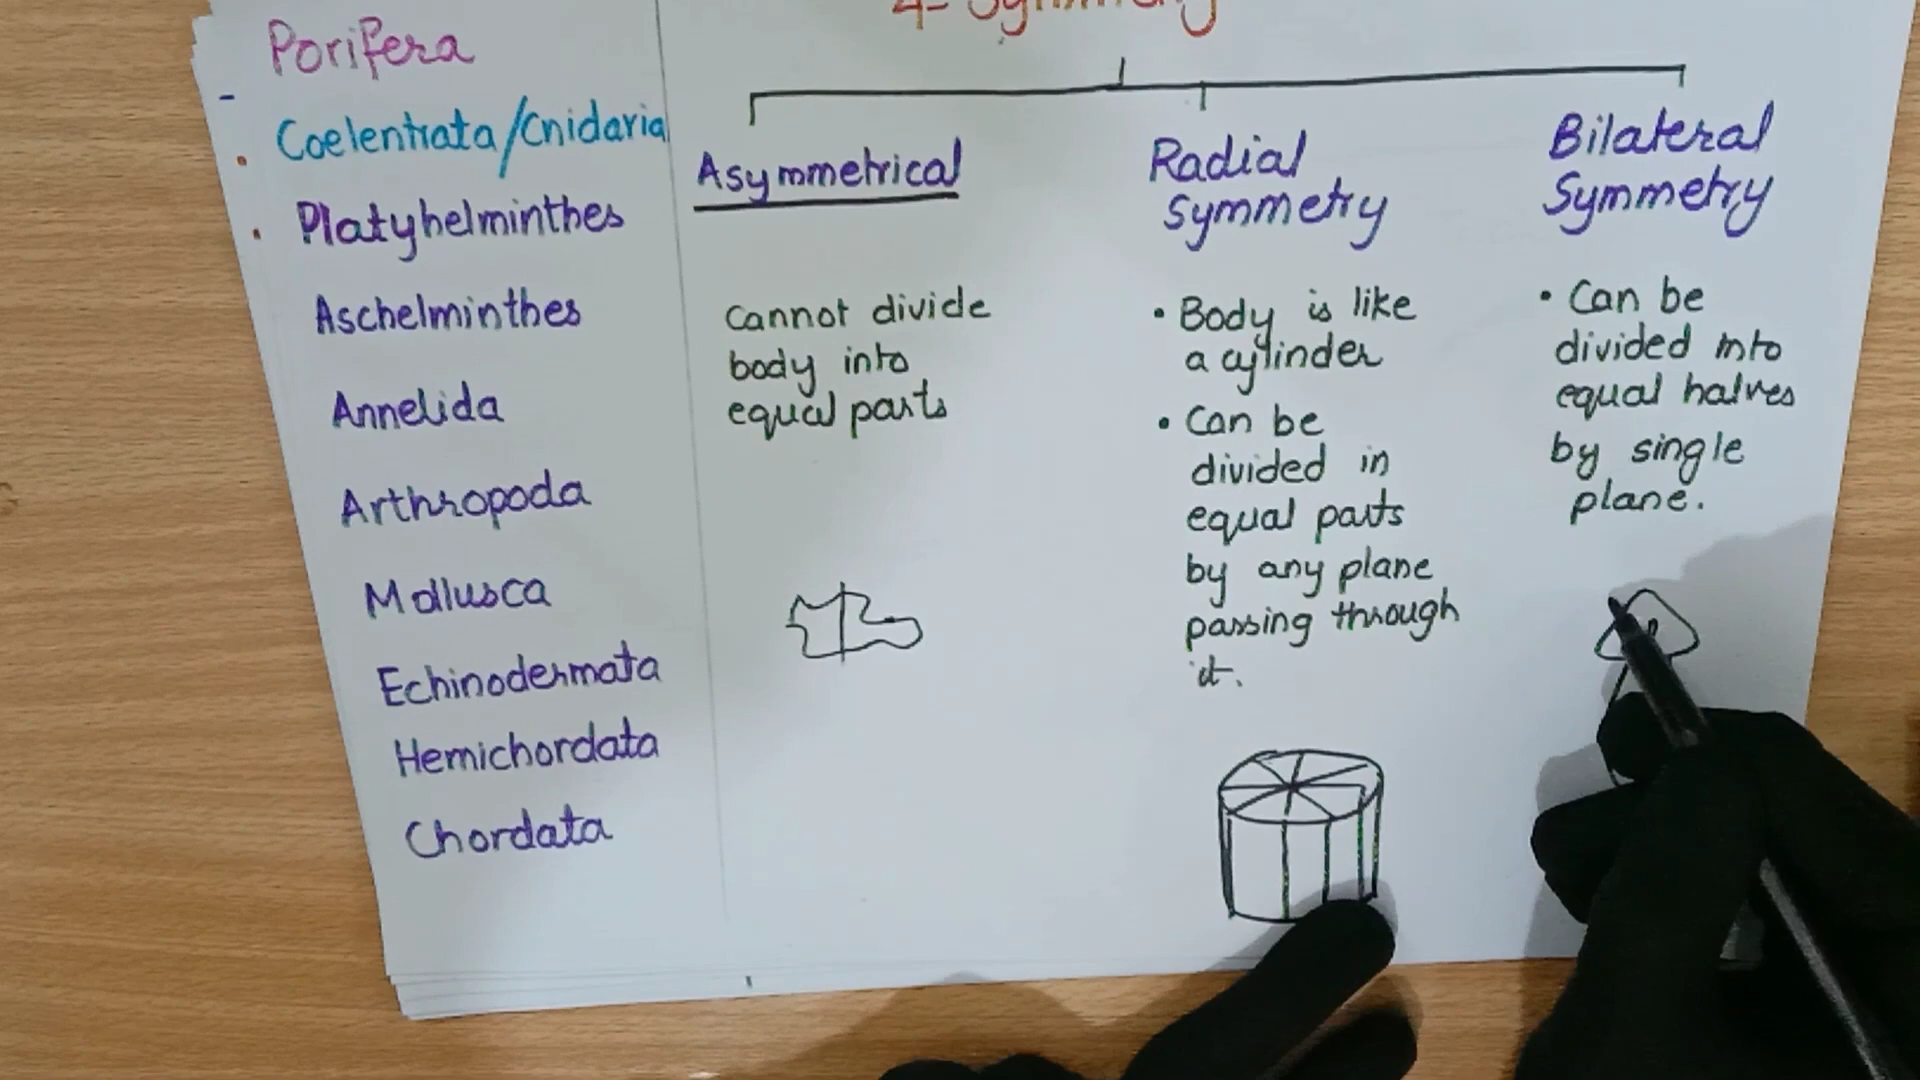 4- Symmetry
Porifera
Coelentrata/Cnidaria
Platyhelminthes
Aschelminthes
Annelida
Arthropoda
Mollusca
Echinodermata
Hemichordata
Chordata
Asymmetrical
Cannot divide
body into
equal parts
Radial
Symmetry
• Body is like
a cylinder
• Can be
divided in
equal parts
by any plane
passing through
it.
Bilateral
Symmetry
• Can be
divided into
equal halves
by single
plane.